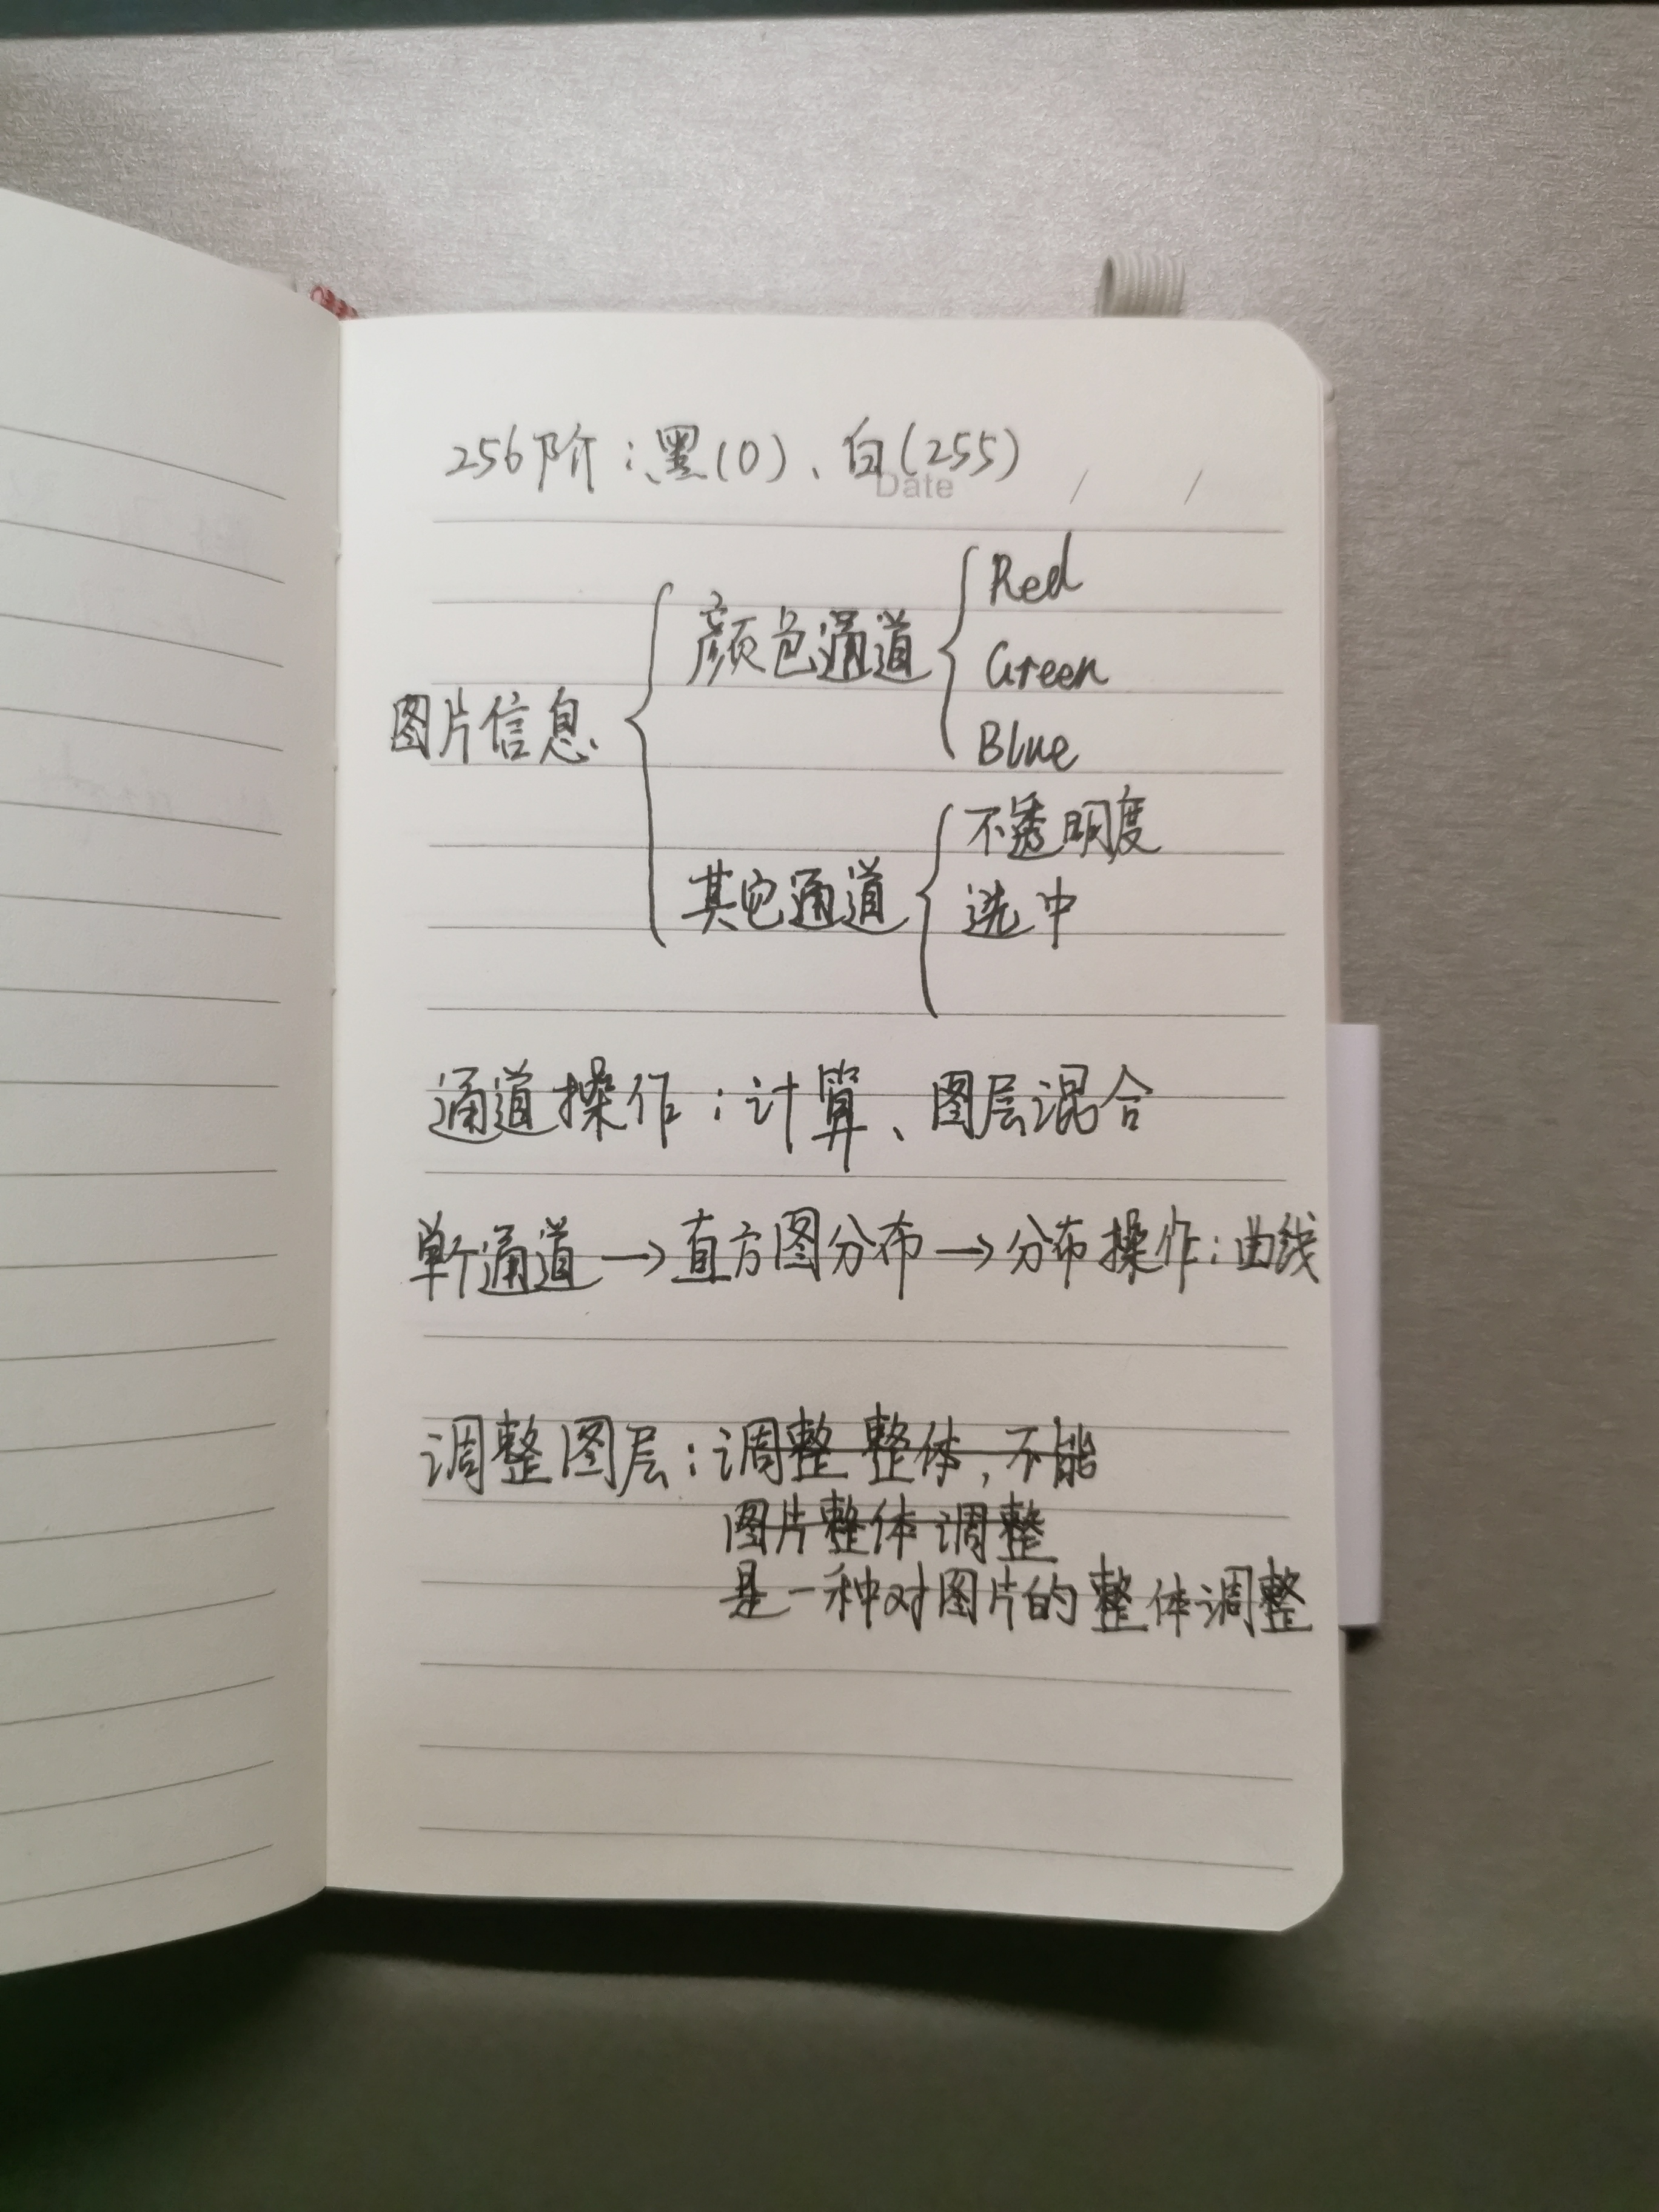 256阶：黑(0)、白(255)
Date / /
图片信息
颜色通道
Red
Green
Blue
其它通道
不透明度
选中
通道操作：计算、图层混合
单个通道→直方图分布→分布操作：曲线
调整图层：调整整体，不能
图片整体调整
是一种对图片的整体调整